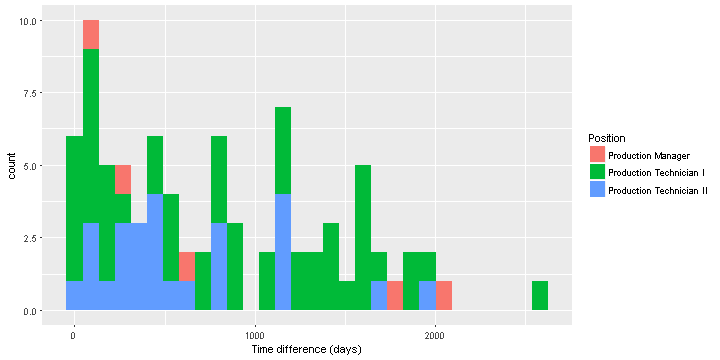 10.0
7.5
5.0
2.5
0.0
count
0
1000
2000
Time difference (days)
Position
Production Manager
Production Technician I
Production Technician II